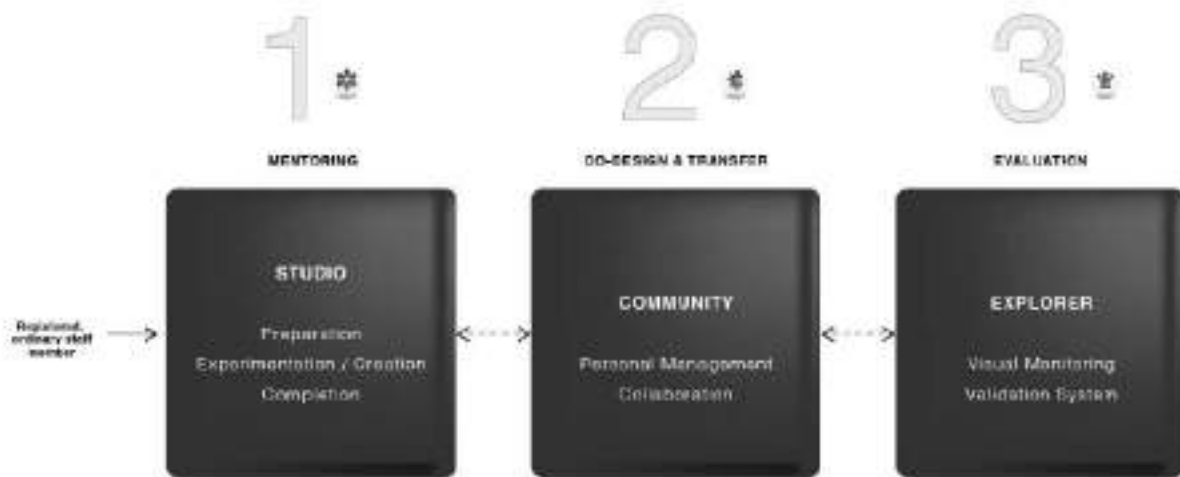 1
2
3
MENTORING
CO-DESIGN & TRANSFER
EVALUATION
Registered,
ordinary staff
member
STUDIO
Preparation
Experimentation / Creation
Completion
COMMUNITY
Personal Management
Collaboration
EXPLORER
Visual Monitoring
Validation System